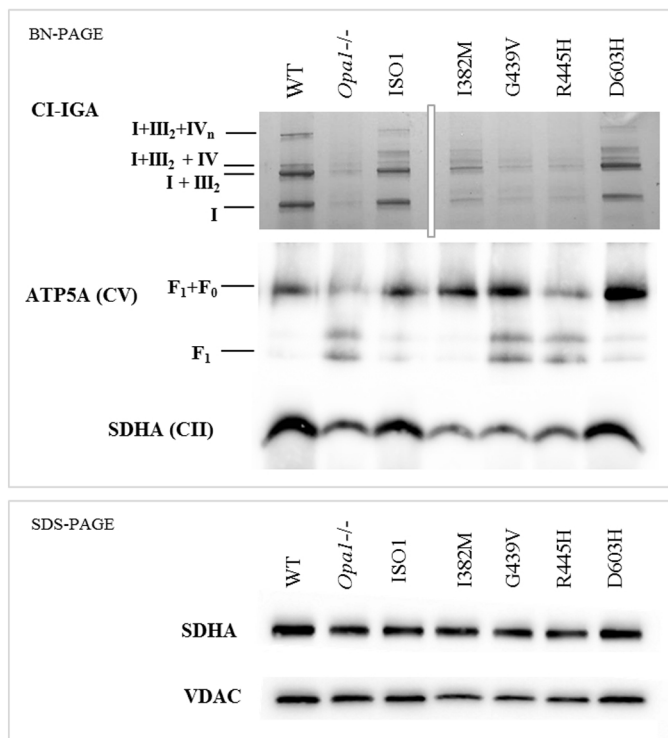 BN-PAGE
WT
Opa1-/-
ISO1
I382M
G439V
R445H
D603H
CI-IGA
I+III₂+IVₙ
I+III₂ + IV
I + III₂
I
ATP5A (CV)
F₁+F₀
F₁
SDHA (CII)
SDS-PAGE
WT
Opa1-/-
ISO1
I382M
G439V
R445H
D603H
SDHA
VDAC